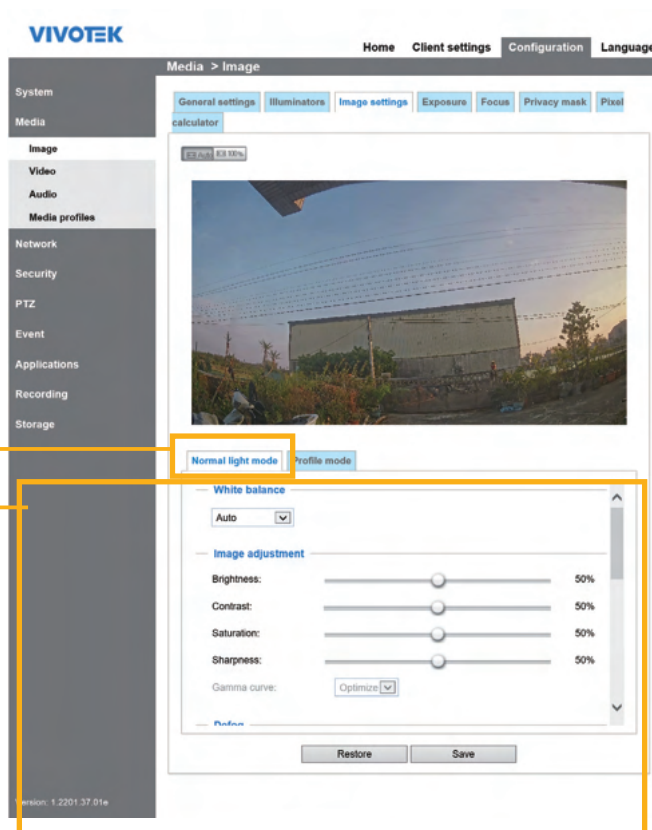 VIVOTEK
Home Client settings Configuration Language
Media > Image
System
Media
Image
Video
Audio
Media profiles
Network
Security
PTZ
Event
Applications
Recording
Storage
General settings Illuminators Image settings Exposure Focus Privacy mask Pixel
calculator
Auto 100%
Normal light mode Profile mode
White balance
Auto
Image adjustment
Brightness: 50%
Contrast: 50%
Saturation: 50%
Sharpness: 50%
Gamma curve: Optimize
Defog
Restore Save
Version: 1.2201.37.01e